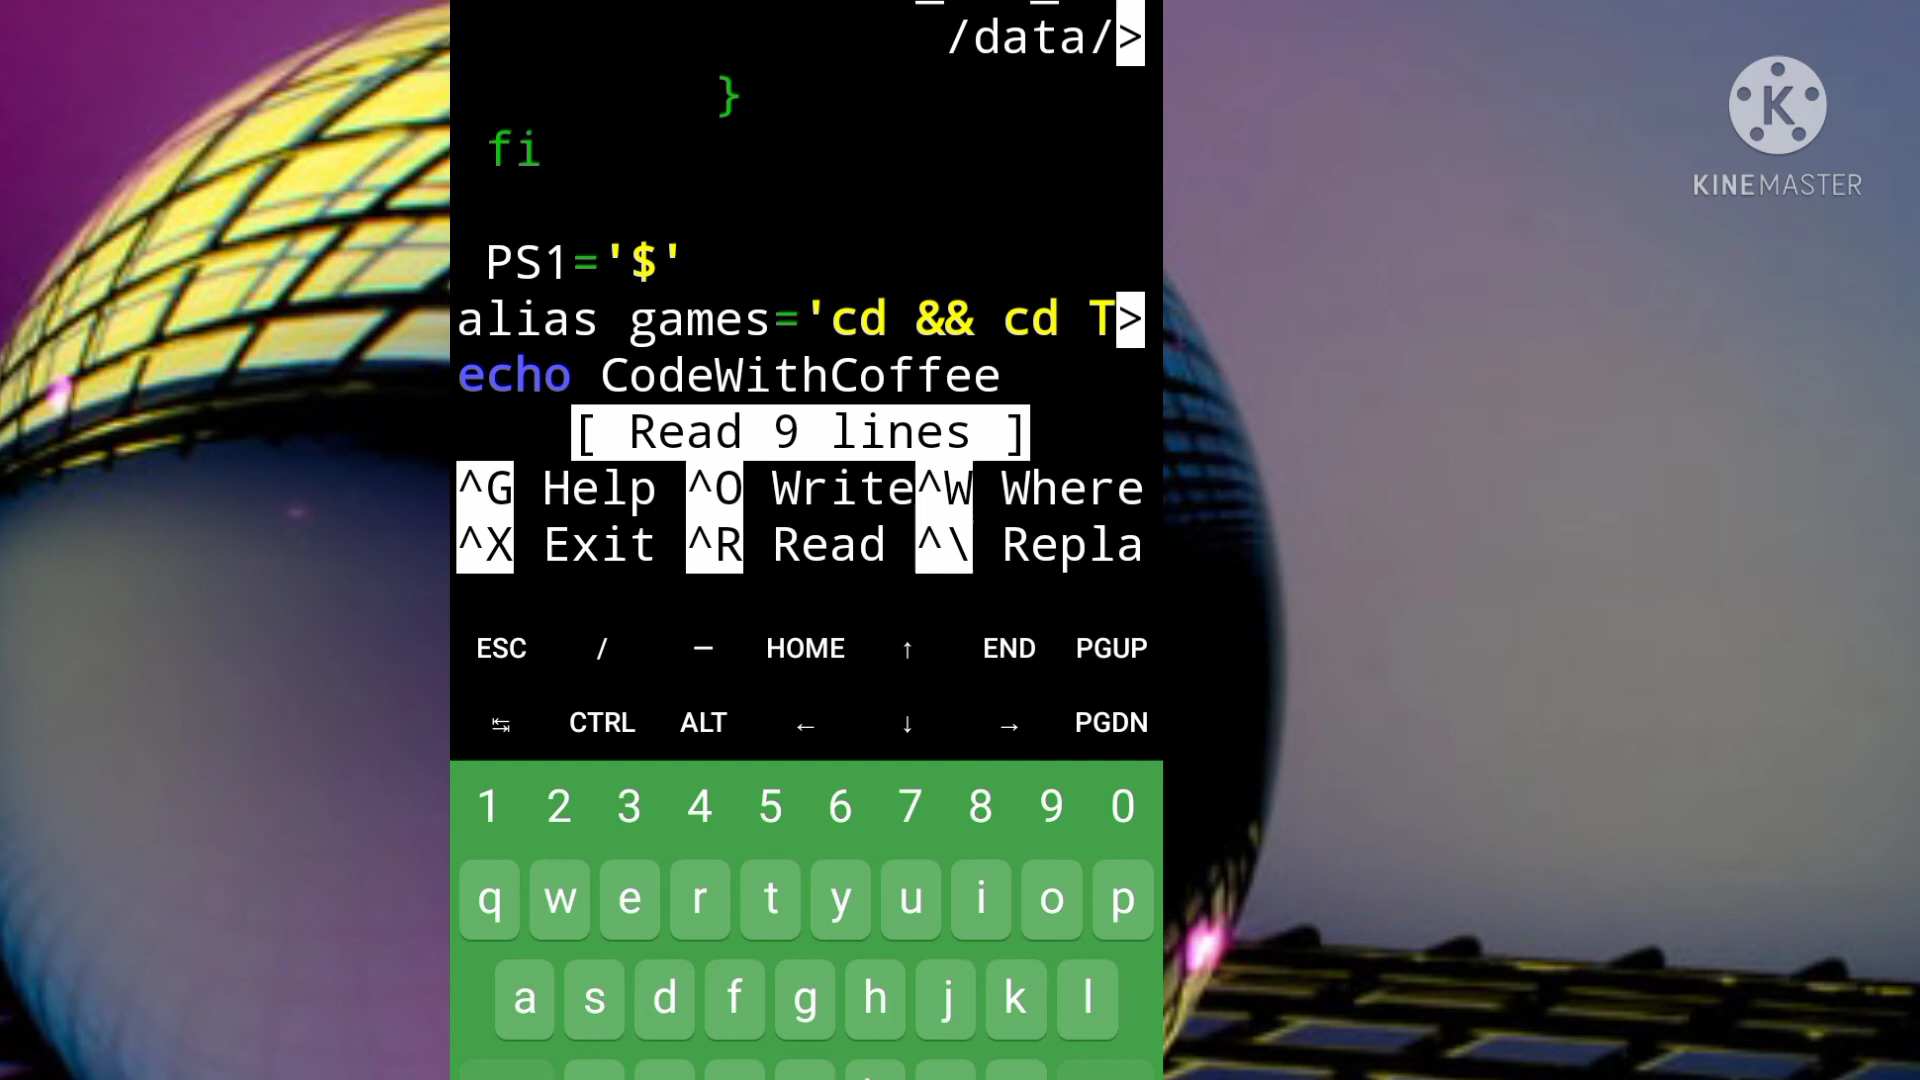 /data/>
}
fi
PS1='$'
alias games='cd && cd T>
echo CodeWithCoffee
[ Read 9 lines ]
^G Help ^O Write^W Where
^X Exit ^R Read ^\ Repla
ESC / — HOME ↑ END PGUP
↹ CTRL ALT ← ↓ → PGDN
1 2 3 4 5 6 7 8 9 0
q w e r t y u i o p
a s d f g h j k l
K
KINEMASTER